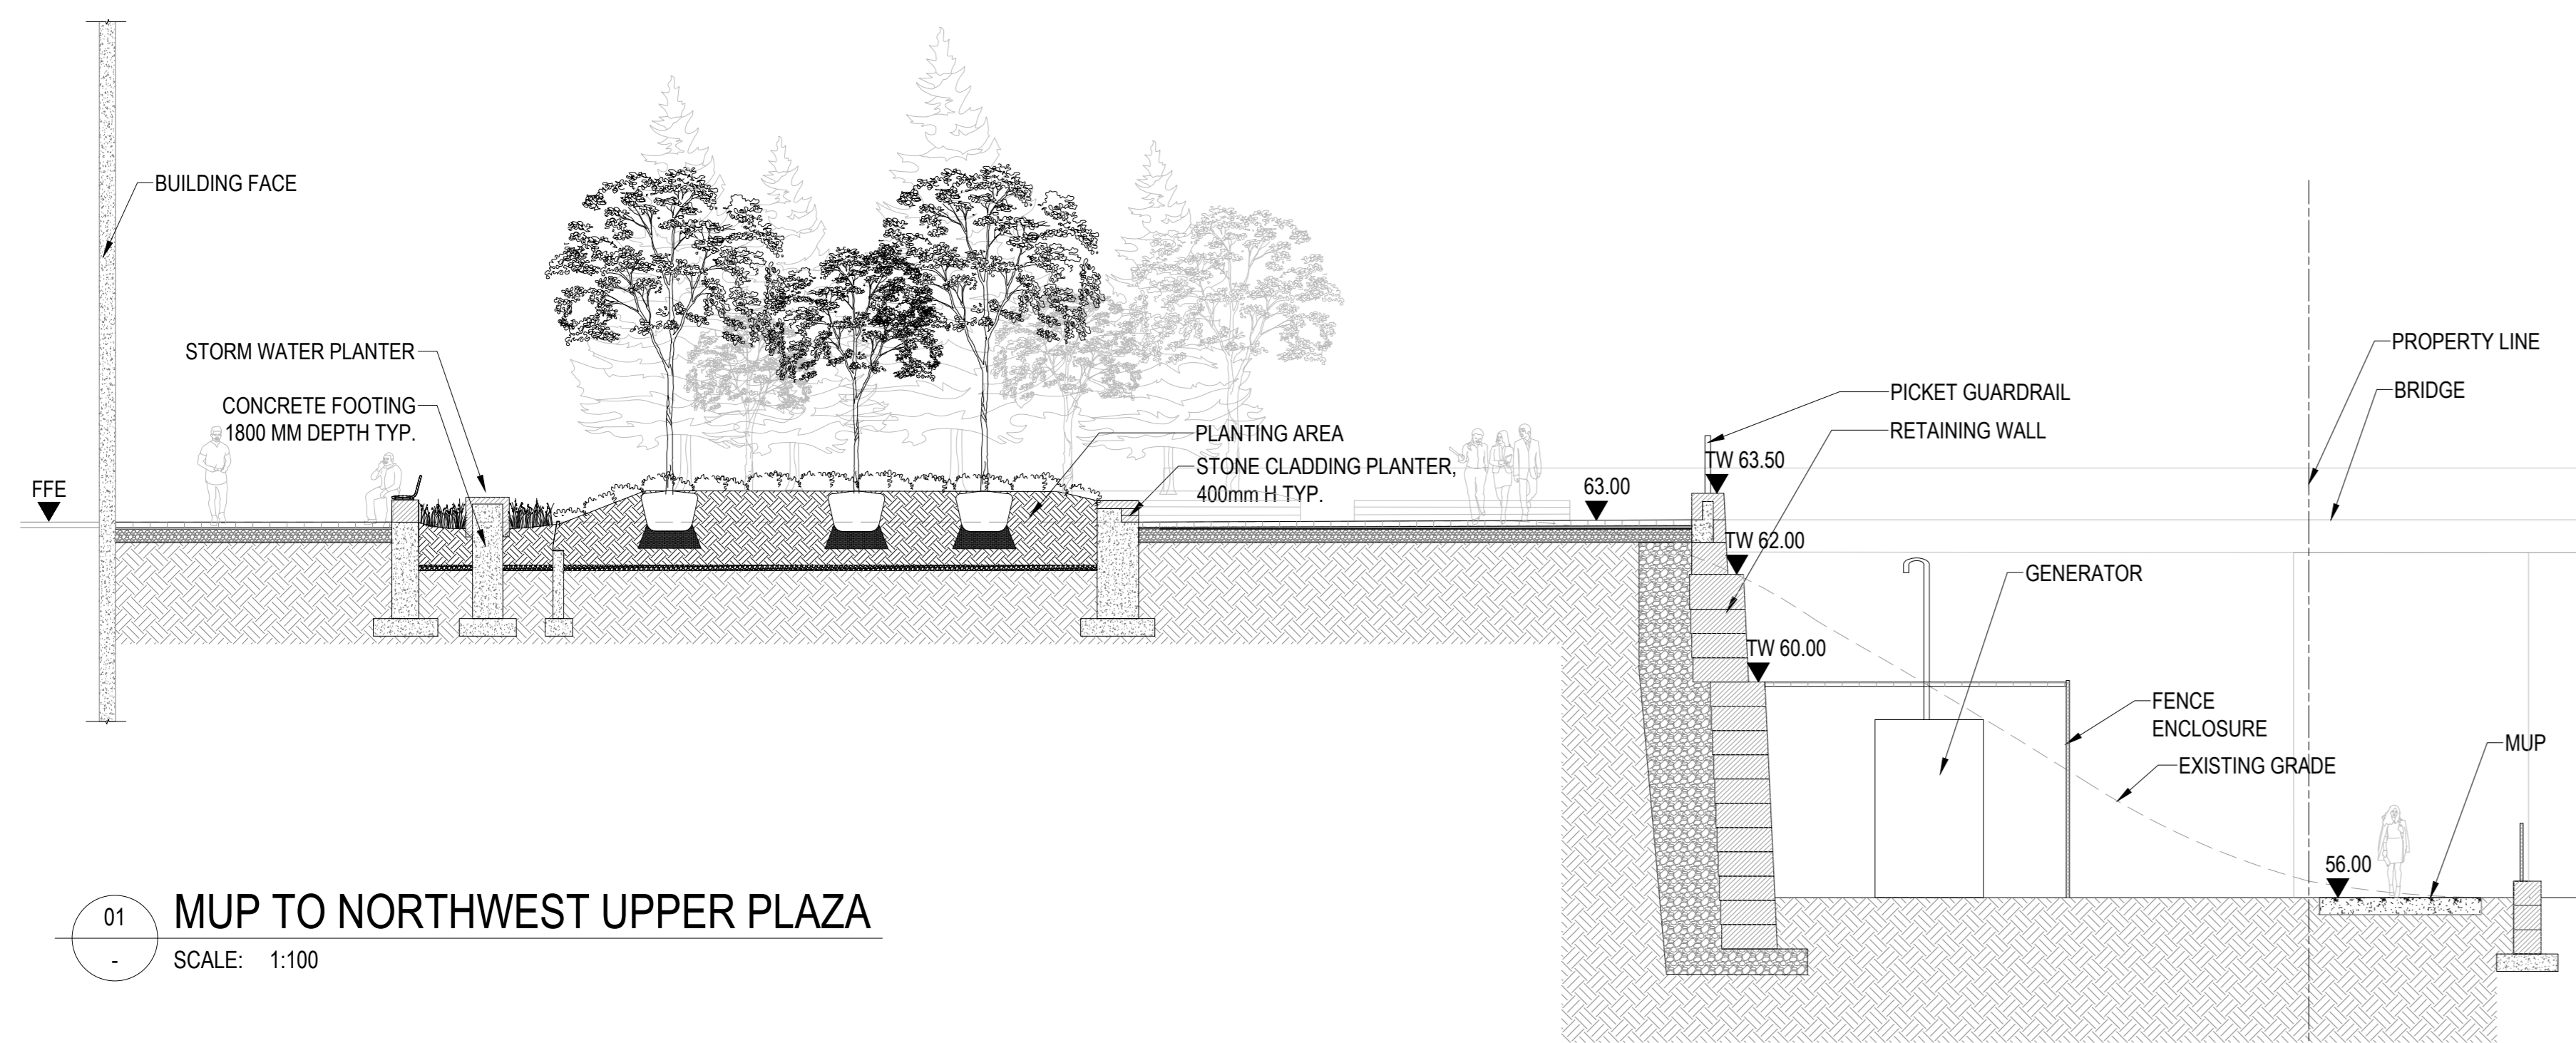 BUILDING FACE
STORM WATER PLANTER
CONCRETE FOOTING
1800 MM DEPTH TYP.
FFE
PLANTING AREA
STONE CLADDING PLANTER,
400mm H TYP.
63.00
PICKET GUARDRAIL
RETAINING WALL
TW 63.50
TW 62.00
TW 60.00
GENERATOR
PROPERTY LINE
BRIDGE
FENCE
ENCLOSURE
EXISTING GRADE
MUP
56.00
01
-
MUP TO NORTHWEST UPPER PLAZA
SCALE: 1:100